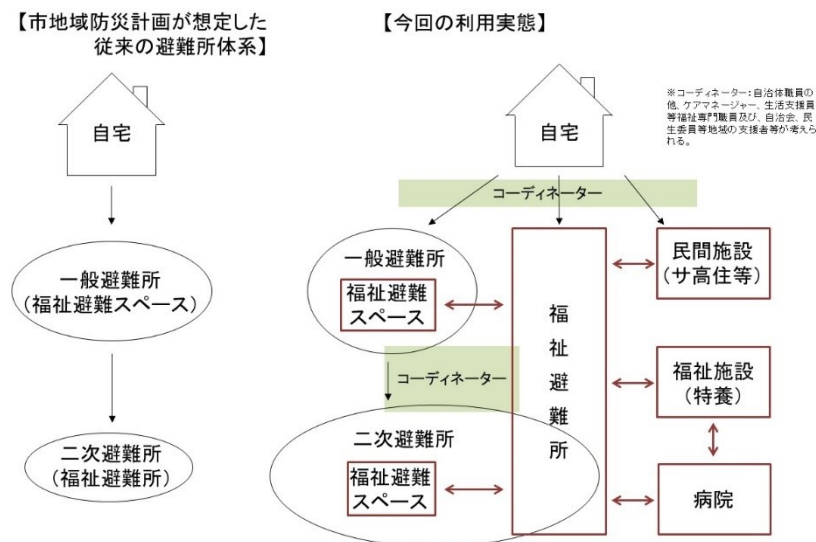 【市地域防災計画が想定した
従来の避難所体系】
自宅
一般避難所
(福祉避難スペース)
二次避難所
(福祉避難所)
【今回の利用実態】
※コーディネーター：自治体職員の
他、ケアマネージャー、生活支援員
等福祉専門職員及び、自治会、民
生委員等地域の支援者等が考えら
れる。
自宅
コーディネーター
一般避難所
福祉避難
スペース
福祉避難所
民間施設
(サ高住等)
コーディネーター
福祉施設
(特養)
二次避難所
福祉避難
スペース
病院